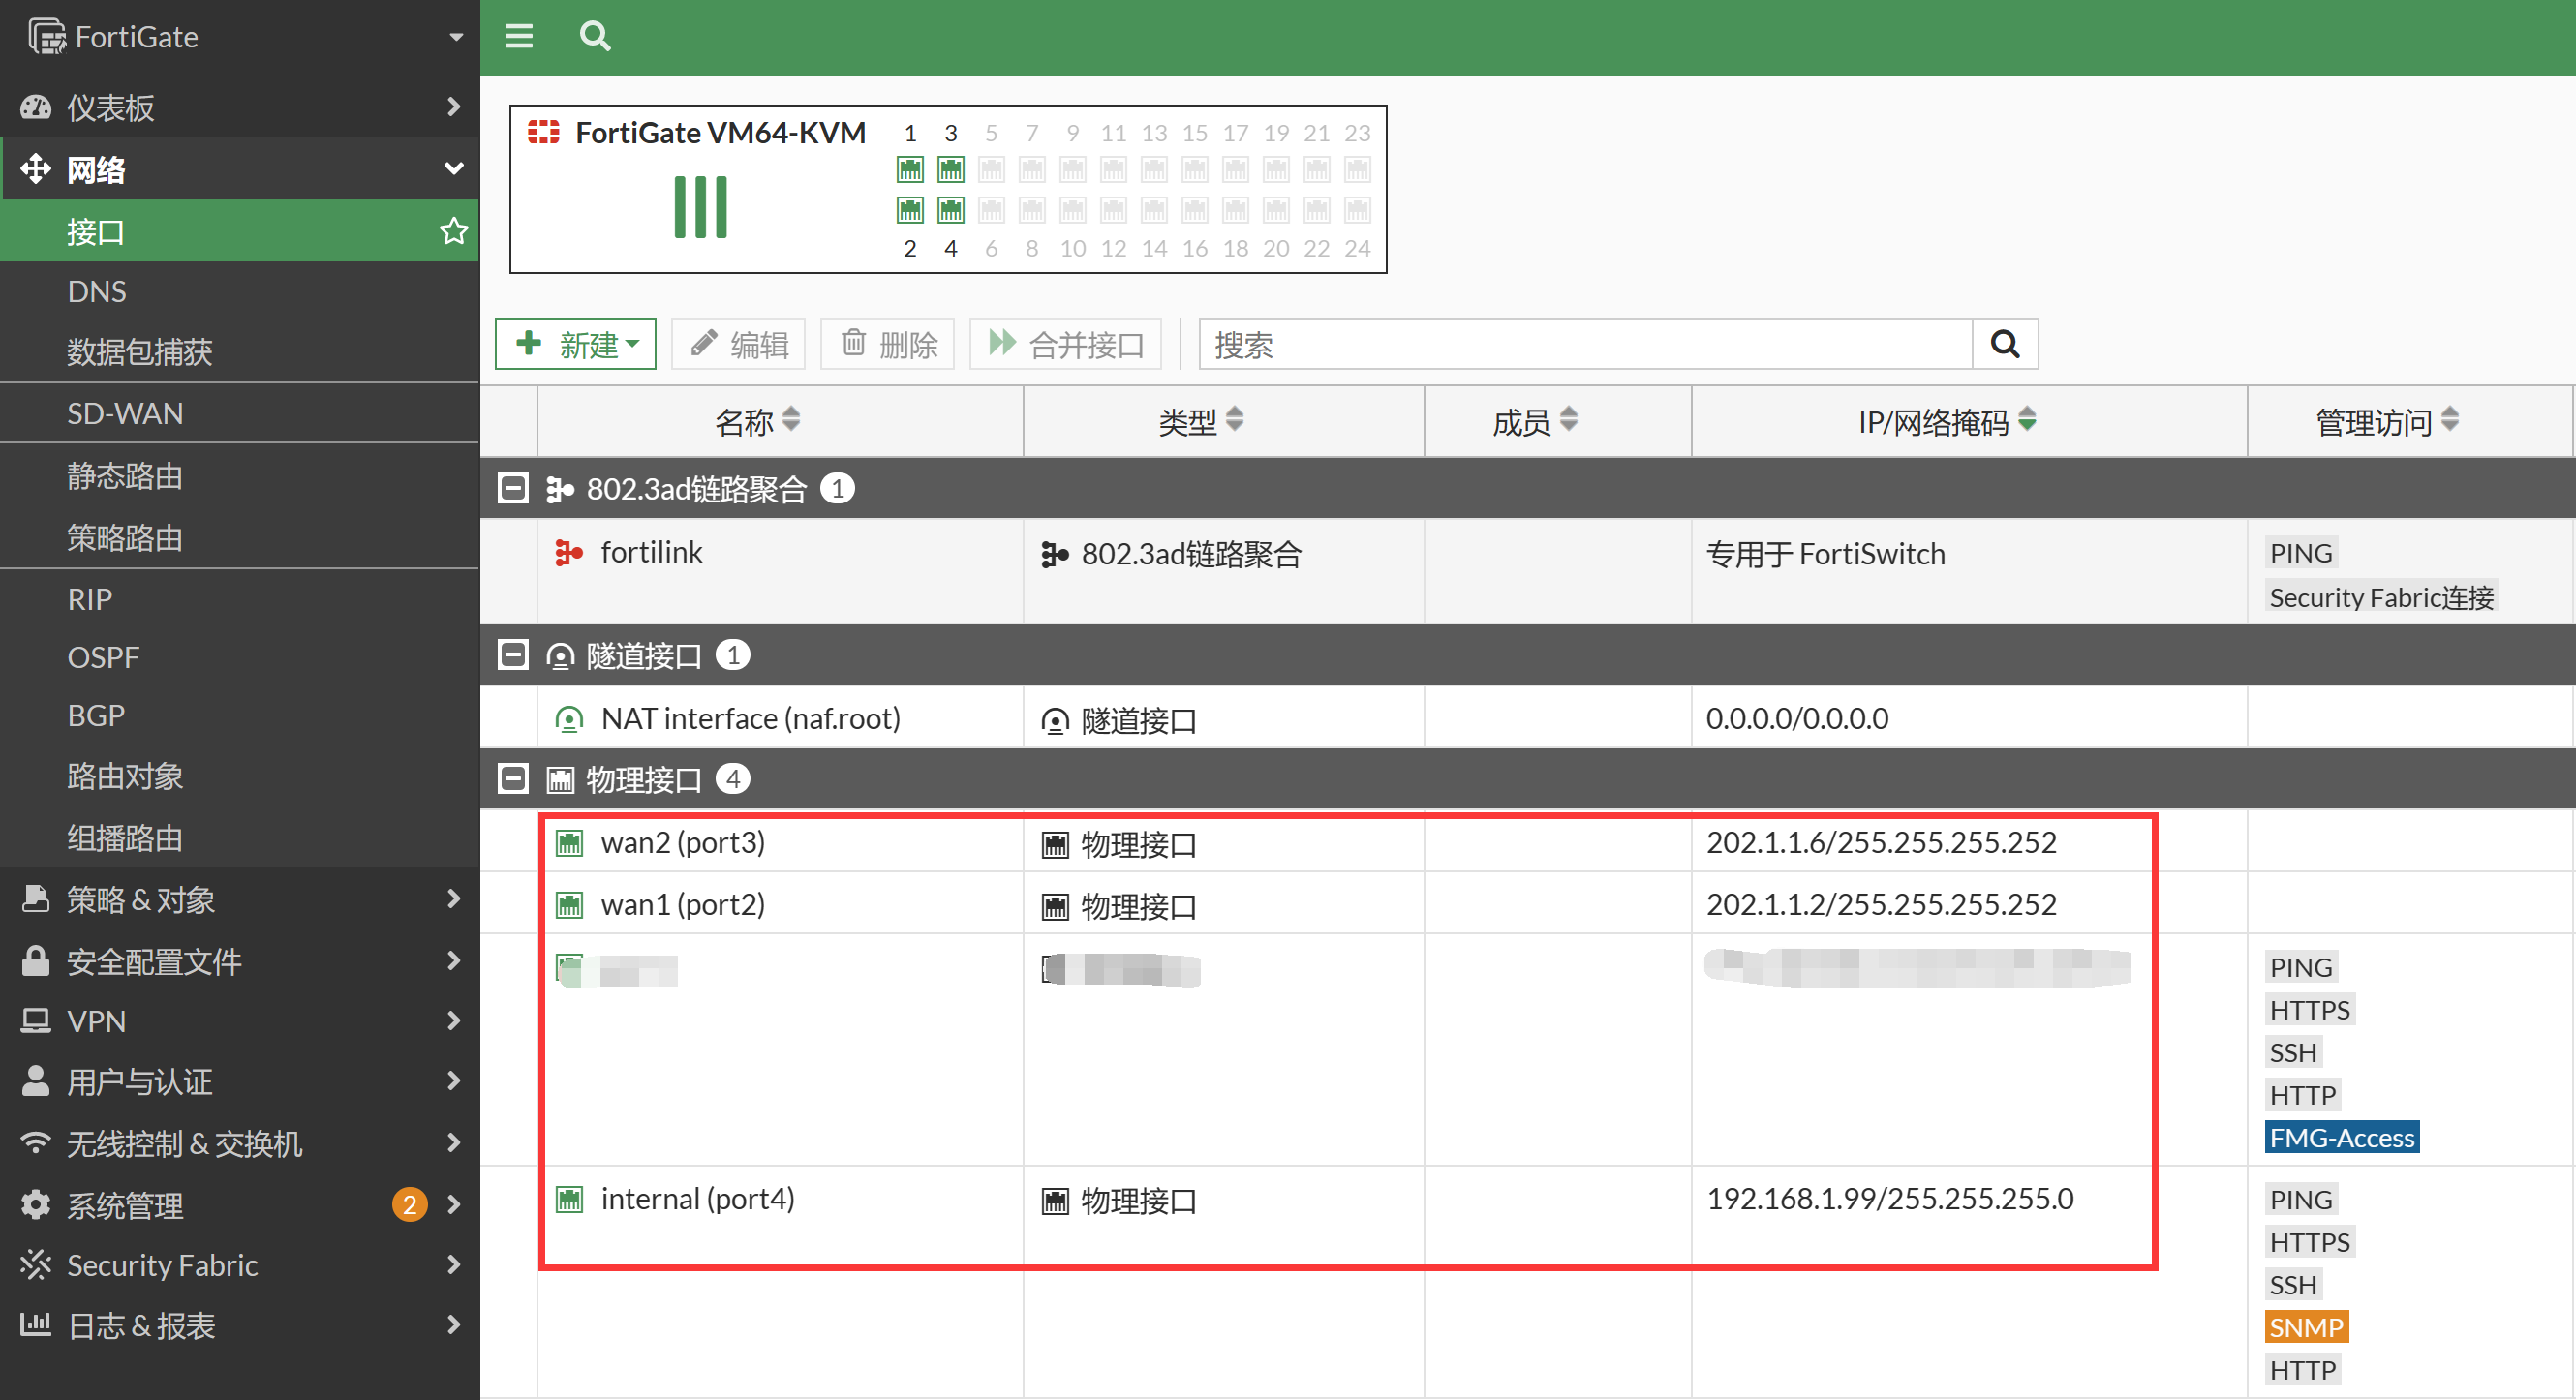 FortiGate
仪表板
网络
接口
DNS
数据包捕获
SD-WAN
静态路由
策略路由
RIP
OSPF
BGP
路由对象
组播路由
策略 & 对象
安全配置文件
VPN
用户与认证
无线控制 & 交换机
系统管理 2
Security Fabric
日志 & 报表
FortiGate VM64-KVM
1 3 5 7 9 11 13 15 17 19 21 23
2 4 6 8 10 12 14 16 18 20 22 24
新建 编辑 删除 合并接口 搜索
名称 类型 成员 IP/网络掩码 管理访问
802.3ad链路聚合 1
fortilink 802.3ad链路聚合 专用于 FortiSwitch PING
Security Fabric连接
隧道接口 1
NAT interface (naf.root) 隧道接口 0.0.0.0/0.0.0.0
物理接口 4
wan2 (port3) 物理接口 202.1.1.6/255.255.255.252
wan1 (port2) 物理接口 202.1.1.2/255.255.255.252
PING
HTTPS
SSH
HTTP
FMG-Access
internal (port4) 物理接口 192.168.1.99/255.255.255.0 PING
HTTPS
SSH
SNMP
HTTP